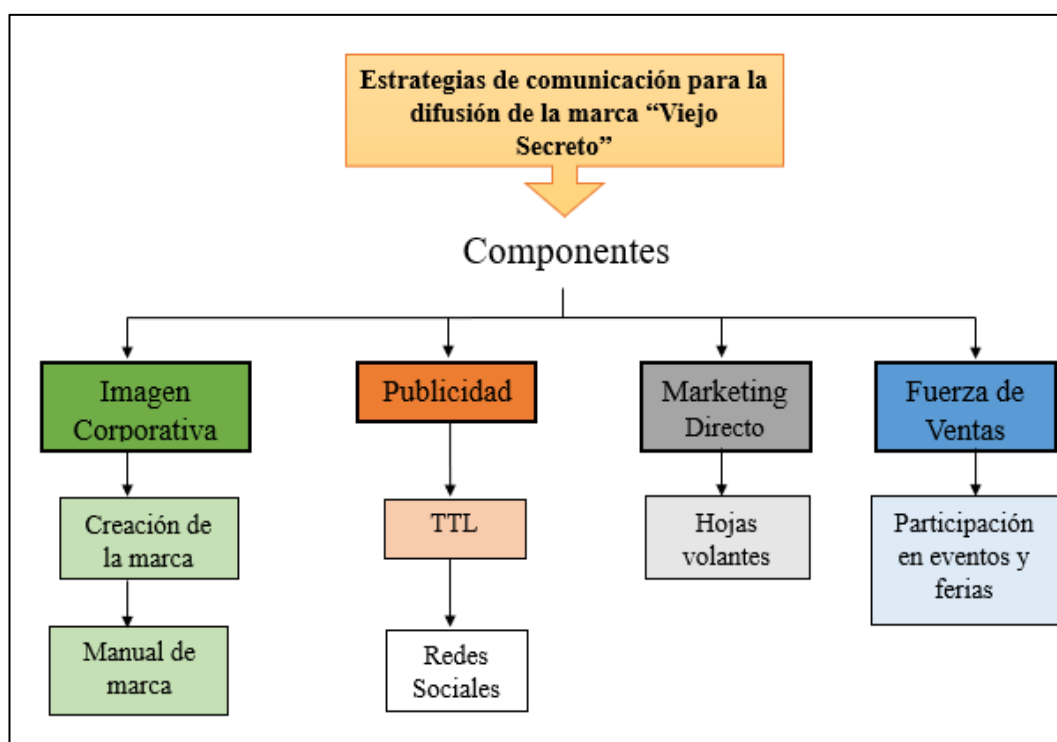 Estrategias de comunicación para la
difusión de la marca “Viejo
Secreto”
Componentes
Imagen
Corporativa
Publicidad
Marketing
Directo
Fuerza de
Ventas
Creación de
la marca
TTL
Hojas
volantes
Participación
en eventos y
ferias
Manual de
marca
Redes
Sociales